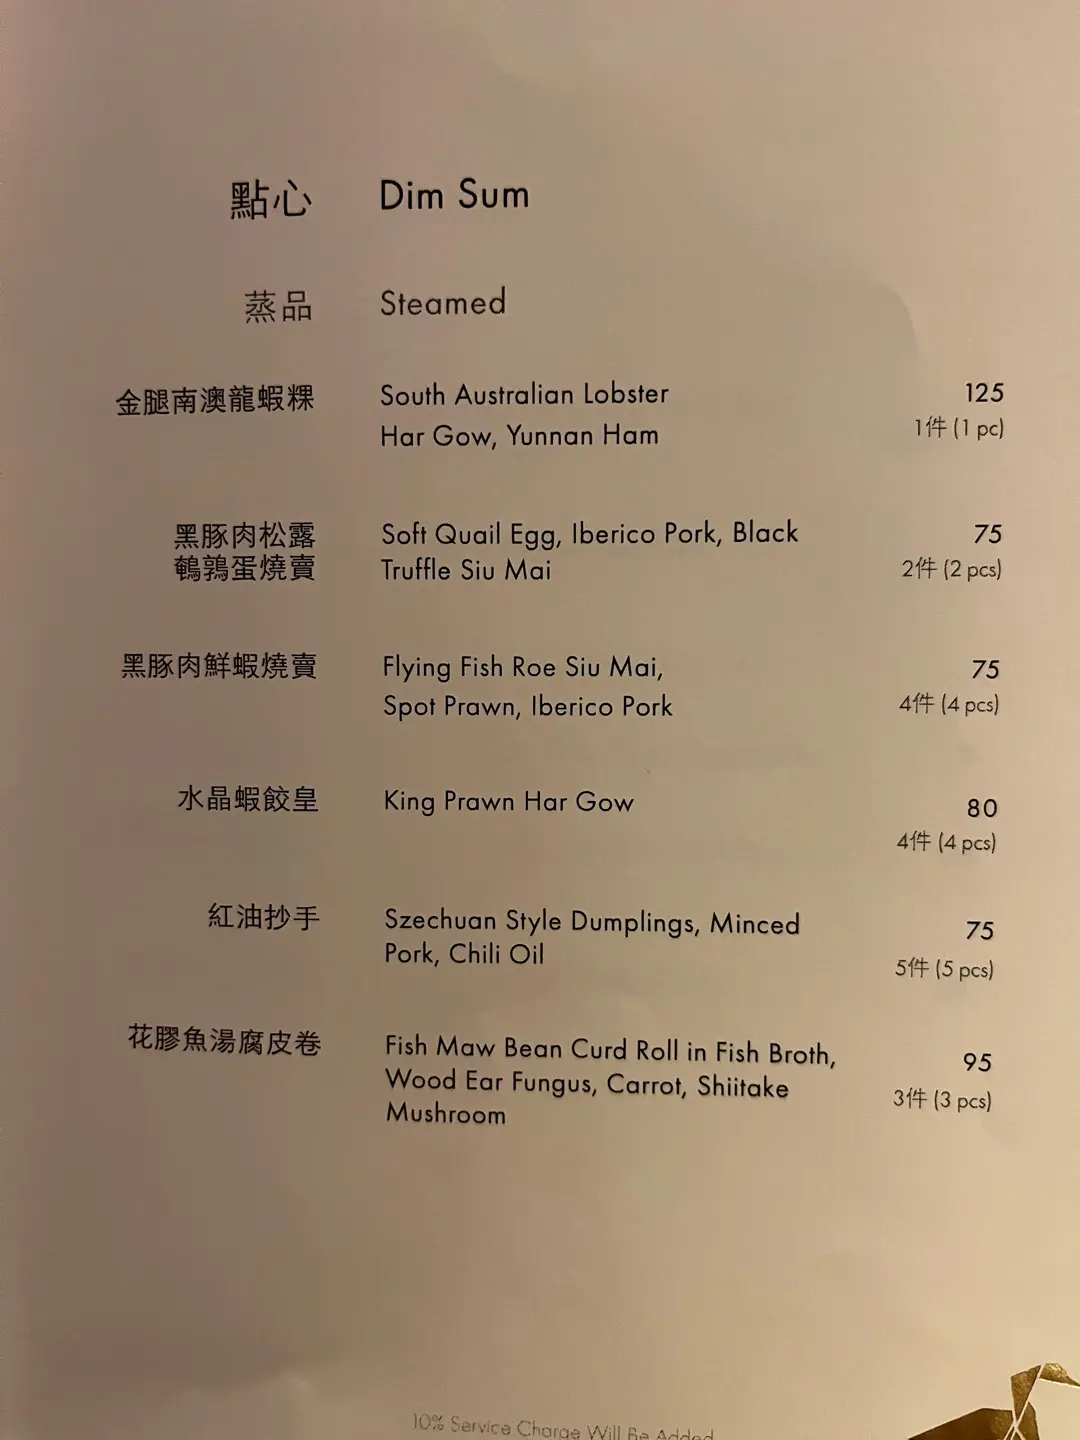 點心 Dim Sum
蒸品 Steamed
金腿南澳龍蝦粿 South Australian Lobster 125
Har Gow, Yunnan Ham 1件 (1 pc)
黑豚肉松露 Soft Quail Egg, Iberico Pork, Black 75
鵪鶉蛋燒賣 Truffle Siu Mai 2件 (2 pcs)
黑豚肉鮮蝦燒賣 Flying Fish Roe Siu Mai, 75
Spot Prawn, Iberico Pork 4件 (4 pcs)
水晶蝦餃皇 King Prawn Har Gow 80
4件 (4 pcs)
紅油抄手 Szechuan Style Dumplings, Minced 75
Pork, Chili Oil 5件 (5 pcs)
花膠魚湯腐皮卷 Fish Maw Bean Curd Roll in Fish Broth, 95
Wood Ear Fungus, Carrot, Shiitake 3件 (3 pcs)
Mushroom
10% Service Charge Will Be Added